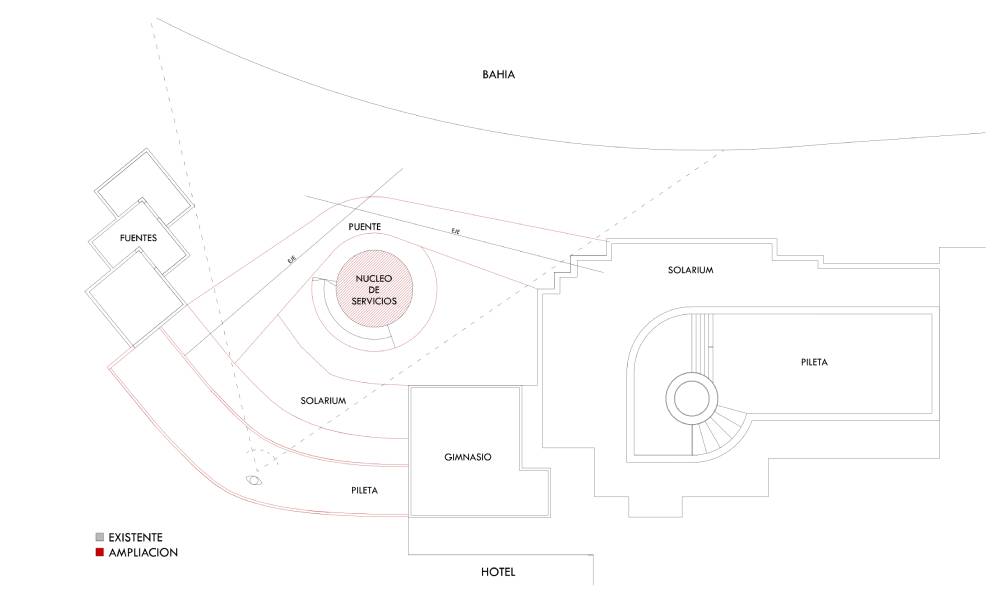 BAHIA
PUENTE
EJE
FUENTES
EJE
SOLARIUM
NUCLEO
DE
SERVICIOS
PILETA
SOLARIUM
GIMNASIO
PILETA
EXISTENTE
AMPLIACION
HOTEL